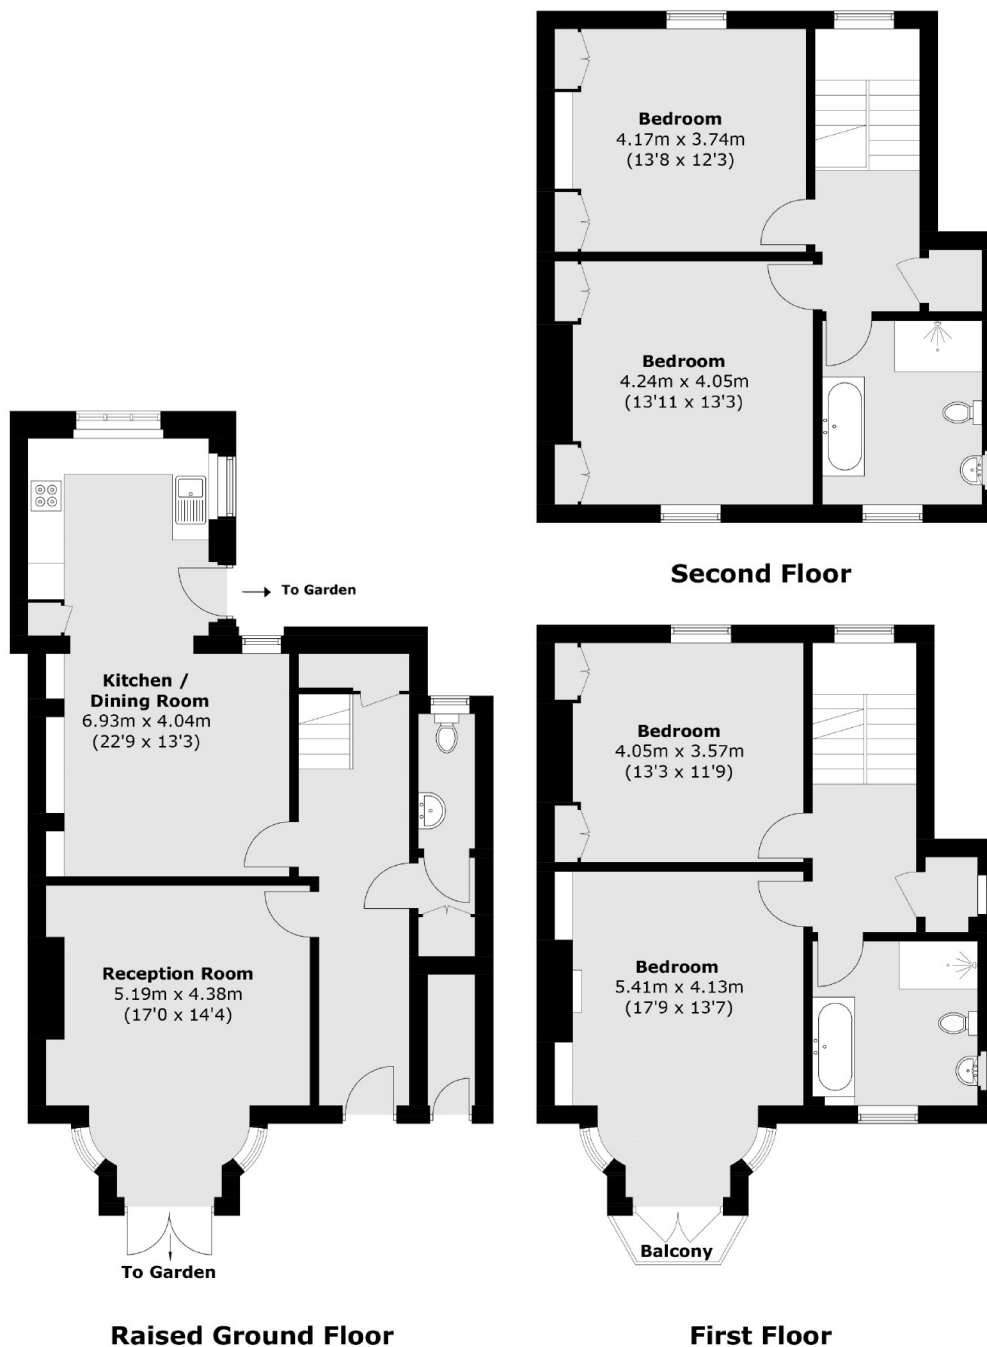 Bedroom
4.17m x 3.74m
(13'8 x 12'3)
Bedroom
4.24m x 4.05m
(13'11 x 13'3)
Second Floor
To Garden
Kitchen /
Dining Room
6.93m x 4.04m
(22'9 x 13'3)
Reception Room
5.19m x 4.38m
(17'0 x 14'4)
To Garden
Raised Ground Floor
Bedroom
4.05m x 3.57m
(13'3 x 11'9)
Bedroom
5.41m x 4.13m
(17'9 x 13'7)
Balcony
First Floor